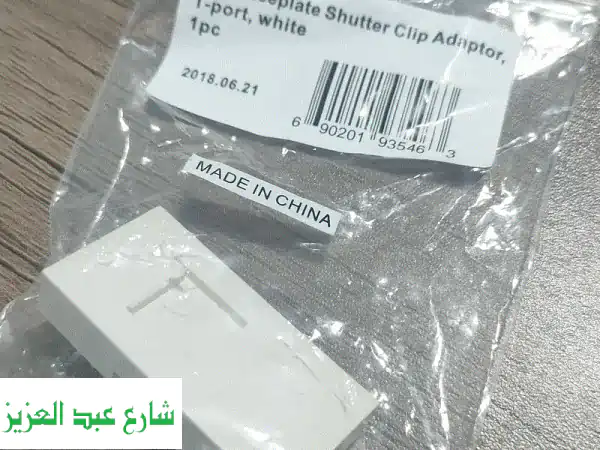 Shutter Clip Adaptor,
1-port, white
1pc
2018.06.21
6 90201 93546 3
MADE IN CHINA
شارع عبد العزيز